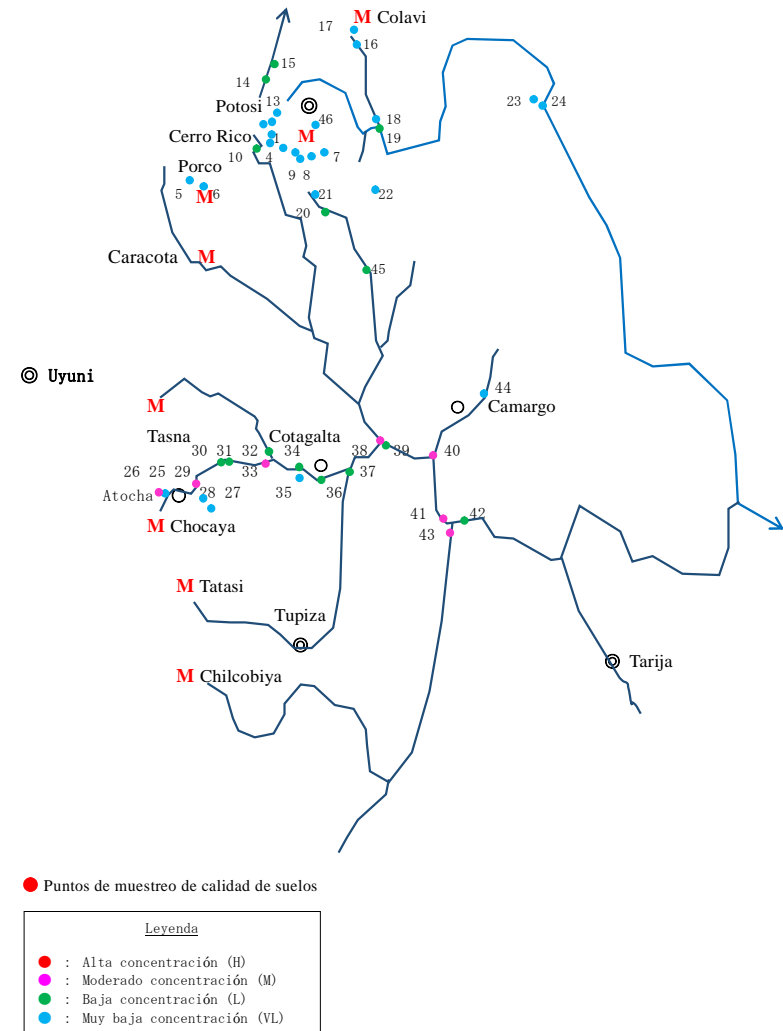 17
M Colavi
16
15
14
Potosi
13
46
18
23
24
Cerro Rico
1
M
19
10
4
9
8
7
Porco
5
6
M
21
22
20
Caracota
M
45
Uyuni
M
44
Camargo
Tasna
Cotagalta
30
31
32
34
38
39
40
26
25
29
33
37
Atocha
28
27
35
36
M Chocaya
41
42
43
M Tatasi
Tupiza
Tarija
M Chilcobiya
Puntos de muestreo de calidad de suelos
Leyenda
: Alta concentración (H)
: Moderado concentración (M)
: Baja concentración (L)
: Muy baja concentración (VL)